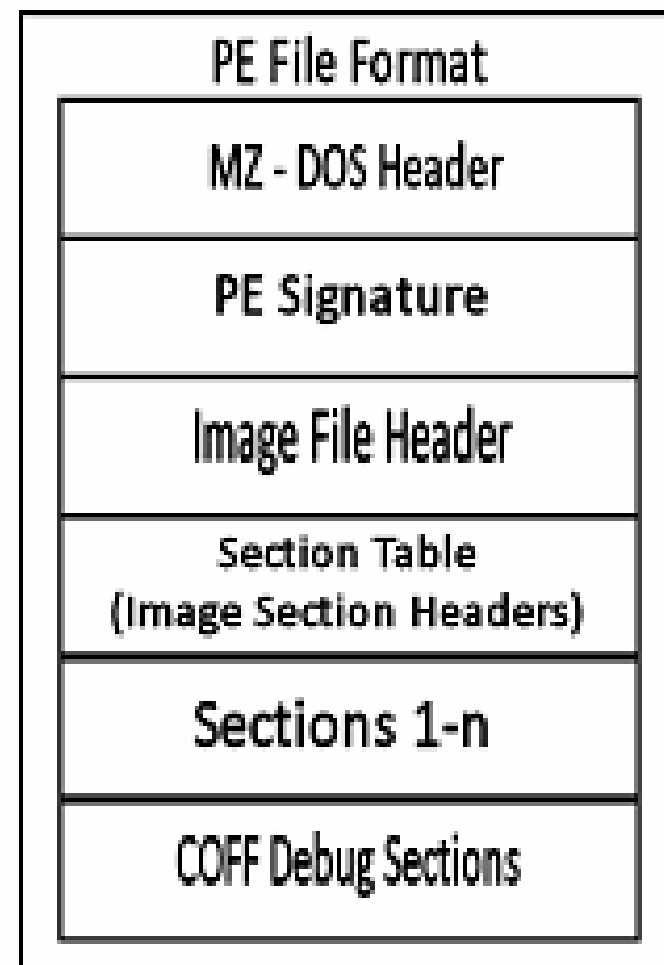 PE File Format
MZ - DOS Header
PE Signature
Image File Header
Section Table
(Image Section Headers)
Sections 1-n
COFF Debug Sections